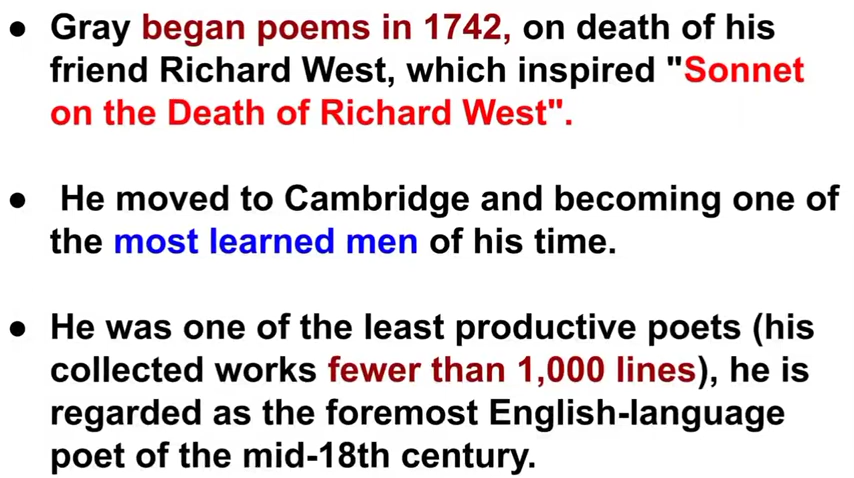 ● Gray began poems in 1742, on death of his
friend Richard West, which inspired "Sonnet
on the Death of Richard West".
● He moved to Cambridge and becoming one of
the most learned men of his time.
● He was one of the least productive poets (his
collected works fewer than 1,000 lines), he is
regarded as the foremost English-language
poet of the mid-18th century.